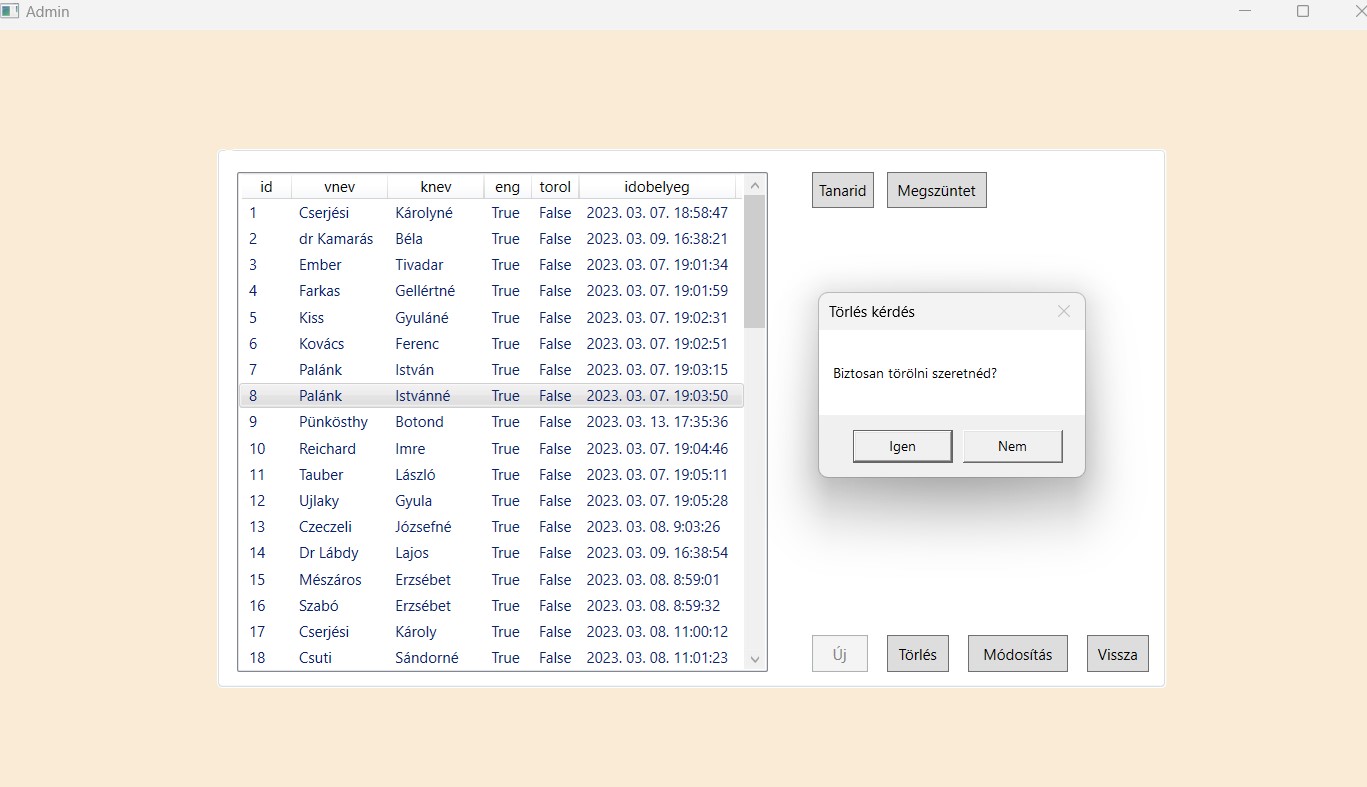 Admin
id vnev knev eng torol idobelyeg
1 Cserjési Károlyné True False 2023. 03. 07. 18:58:47
2 dr Kamarás Béla True False 2023. 03. 09. 16:38:21
3 Ember Tivadar True False 2023. 03. 07. 19:01:34
4 Farkas Gellértné True False 2023. 03. 07. 19:01:59
5 Kiss Gyuláné True False 2023. 03. 07. 19:02:31
6 Kovács Ferenc True False 2023. 03. 07. 19:02:51
7 Palánk István True False 2023. 03. 07. 19:03:15
8 Palánk Istvánné True False 2023. 03. 07. 19:03:50
9 Pünkösthy Botond True False 2023. 03. 13. 17:35:36
10 Reichard Imre True False 2023. 03. 07. 19:04:46
11 Tauber László True False 2023. 03. 07. 19:05:11
12 Ujlaky Gyula True False 2023. 03. 07. 19:05:28
13 Czeczeli Józsefné True False 2023. 03. 08. 9:03:26
14 Dr Lábdy Lajos True False 2023. 03. 09. 16:38:54
15 Mészáros Erzsébet True False 2023. 03. 08. 8:59:01
16 Szabó Erzsébet True False 2023. 03. 08. 8:59:32
17 Cserjési Károly True False 2023. 03. 08. 11:00:12
18 Csuti Sándorné True False 2023. 03. 08. 11:01:23
Tanarid Megszüntet
Törlés kérdés
Biztosan törölni szeretnéd?
Igen Nem
Új Törlés Módosítás Vissza